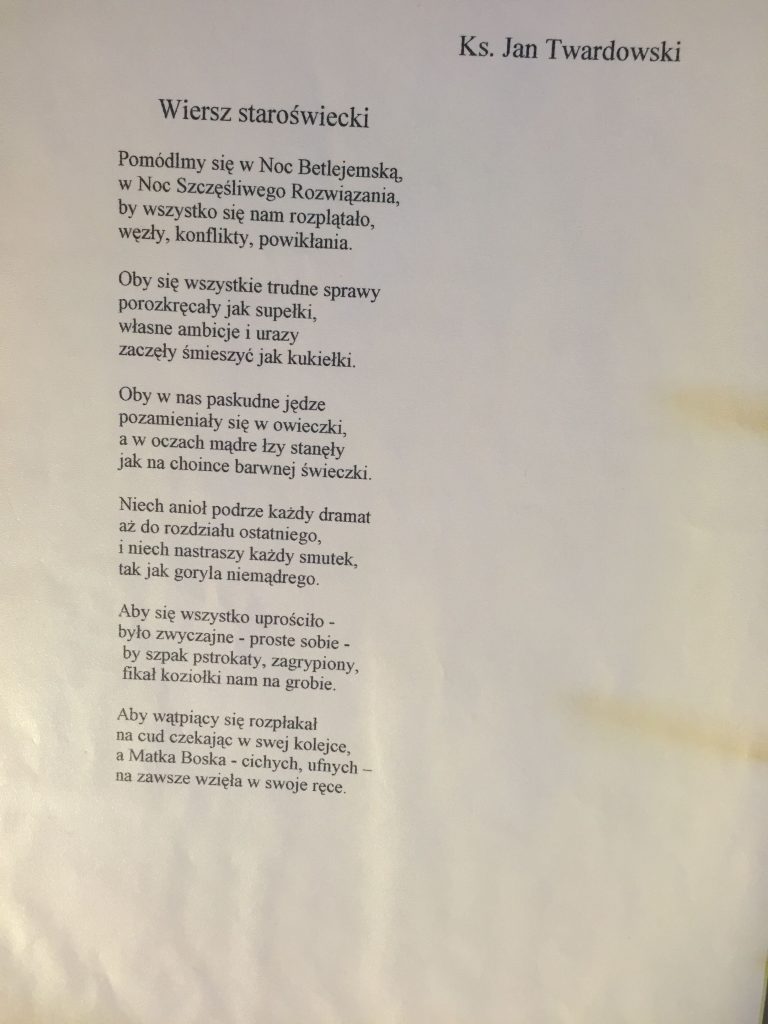 Ks. Jan Twardowski
Wiersz staroświecki
Pomódlmy się w Noc Betlejemską,
w Noc Szczęśliwego Rozwiązania,
by wszystko się nam rozplątało,
węzły, konflikty, powikłania.
Oby się wszystkie trudne sprawy
porozkręcały jak supełki,
własne ambicje i urazy
zaczęły śmieszyć jak kukiełki.
Oby w nas paskudne jędze
pozamieniały się w owieczki,
a w oczach mądre łzy stanęły
jak na choince barwnej świeczki.
Niech anioł podrze każdy dramat
aż do rozdziału ostatniego,
i niech nastraszy każdy smutek,
tak jak goryla niemądrego.
Aby się wszystko uprościło -
było zwyczajne - proste sobie -
by szpak pstrokaty, zagrypiony,
fikał koziołki nam na grobie.
Aby wątpiący się rozpłakał
na cud czekając w swej kolejce,
a Matka Boska - cichych, ufnych –
na zawsze wzięła w swoje ręce.